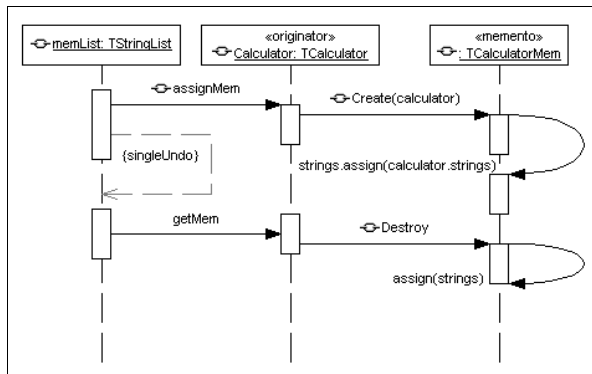 memList: TStringList
«originator»
Calculator: TCalculator
«memento»
: TCalculatorMem
assignMem
Create(calculator)
{singleUndo}
strings.assign(calculator.strings)
getMem
Destroy
assign(strings)